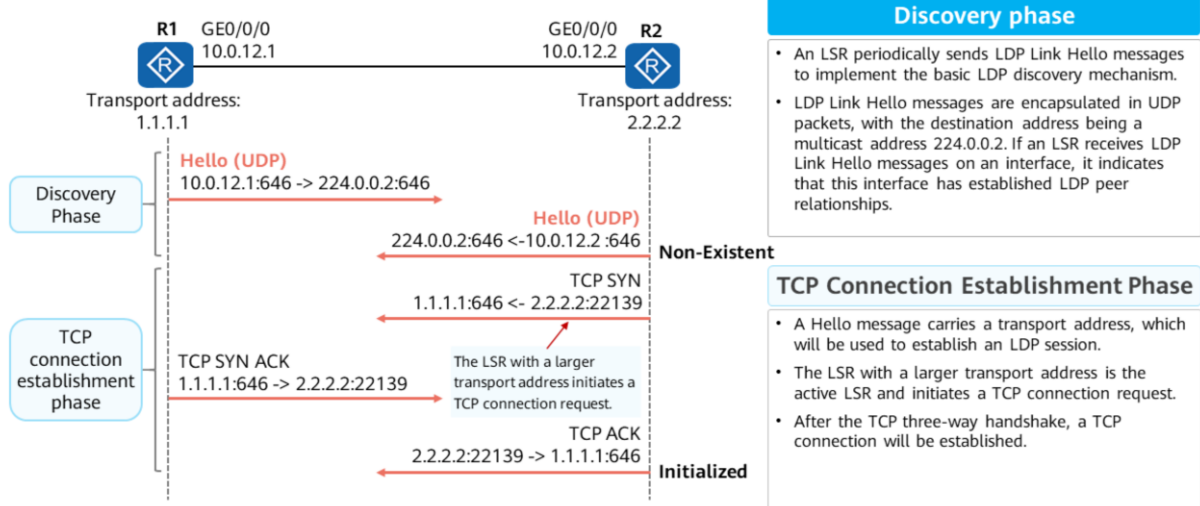 R1
GE0/0/0
10.0.12.1
R
Transport address:
1.1.1.1
GE0/0/0
10.0.12.2
R2
R
Transport address:
2.2.2.2
Discovery
Phase
Hello (UDP)
10.0.12.1:646 -> 224.0.0.2:646
Hello (UDP)
224.0.0.2:646 <-10.0.12.2 :646
Non-Existent
TCP
connection
establishment
phase
TCP SYN
1.1.1.1:646 <- 2.2.2.2:22139
The LSR with a larger
transport address initiates a
TCP connection request.
TCP SYN ACK
1.1.1.1:646 -> 2.2.2.2:22139
TCP ACK
2.2.2.2:22139 -> 1.1.1.1:646
Initialized
Discovery phase
• An LSR periodically sends LDP Link Hello messages
to implement the basic LDP discovery mechanism.
• LDP Link Hello messages are encapsulated in UDP
packets, with the destination address being a
multicast address 224.0.0.2. If an LSR receives LDP
Link Hello messages on an interface, it indicates
that this interface has established LDP peer
relationships.
TCP Connection Establishment Phase
• A Hello message carries a transport address, which
will be used to establish an LDP session.
• The LSR with a larger transport address is the
active LSR and initiates a TCP connection request.
• After the TCP three-way handshake, a TCP
connection will be established.